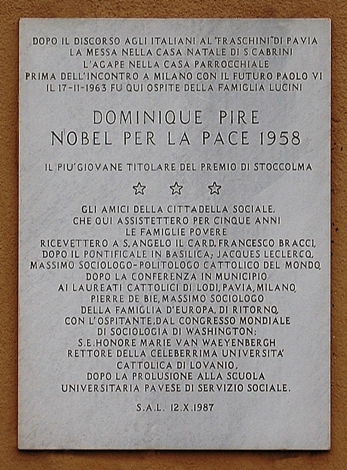 DOPO IL DISCORSO AGLI ITALIANI AL "FRASCHINI" DI PAVIA
LA MESSA NELLA CASA NATALE DI S. CABRINI
L'AGAPE NELLA CASA PARROCCHIALE
PRIMA DELL'INCONTRO A MILANO CON IL FUTURO PAOLO VI
IL 17-11-1963 FU QUI OSPITE DELLA FAMIGLIA LUCINI
DOMINIQUE PIRE
NOBEL PER LA PACE 1958
IL PIU' GIOVANE TITOLARE DEL PREMIO DI STOCCOLMA
GLI AMICI DELLA CITTADELLA SOCIALE,
CHE QUI ASSISTETTERO PER CINQUE ANNI
LE FAMIGLIE POVERE
RICEVETTERO A S. ANGELO IL CARD. FRANCESCO BRACCI,
DOPO IL PONTIFICALE IN BASILICA; JACQUES LECLERCQ,
MASSIMO SOCIOLOGO-POLITOLOGO CATTOLICO DEL MONDO,
DOPO LA CONFERENZA IN MUNICIPIO
AI LAUREATI CATTOLICI DI LODI, PAVIA, MILANO;
PIERRE DE BIE, MASSIMO SOCIOLOGO
DELLA FAMIGLIA D'EUROPA, DI RITORNO,
CON L'OSPITANTE, DAL CONGRESSO MONDIALE
DI SOCIOLOGIA DI WASHINGTON;
S.E. HONORE MARIE VAN WAEYENBERGH
RETTORE DELLA CELEBERRIMA UNIVERSITÀ
CATTOLICA DI LOVANIO,
DOPO LA PROLUSIONE ALLA SCUOLA
UNIVERSITARIA PAVESE DI SERVIZIO SOCIALE.
S.A.L. 12.X.1987